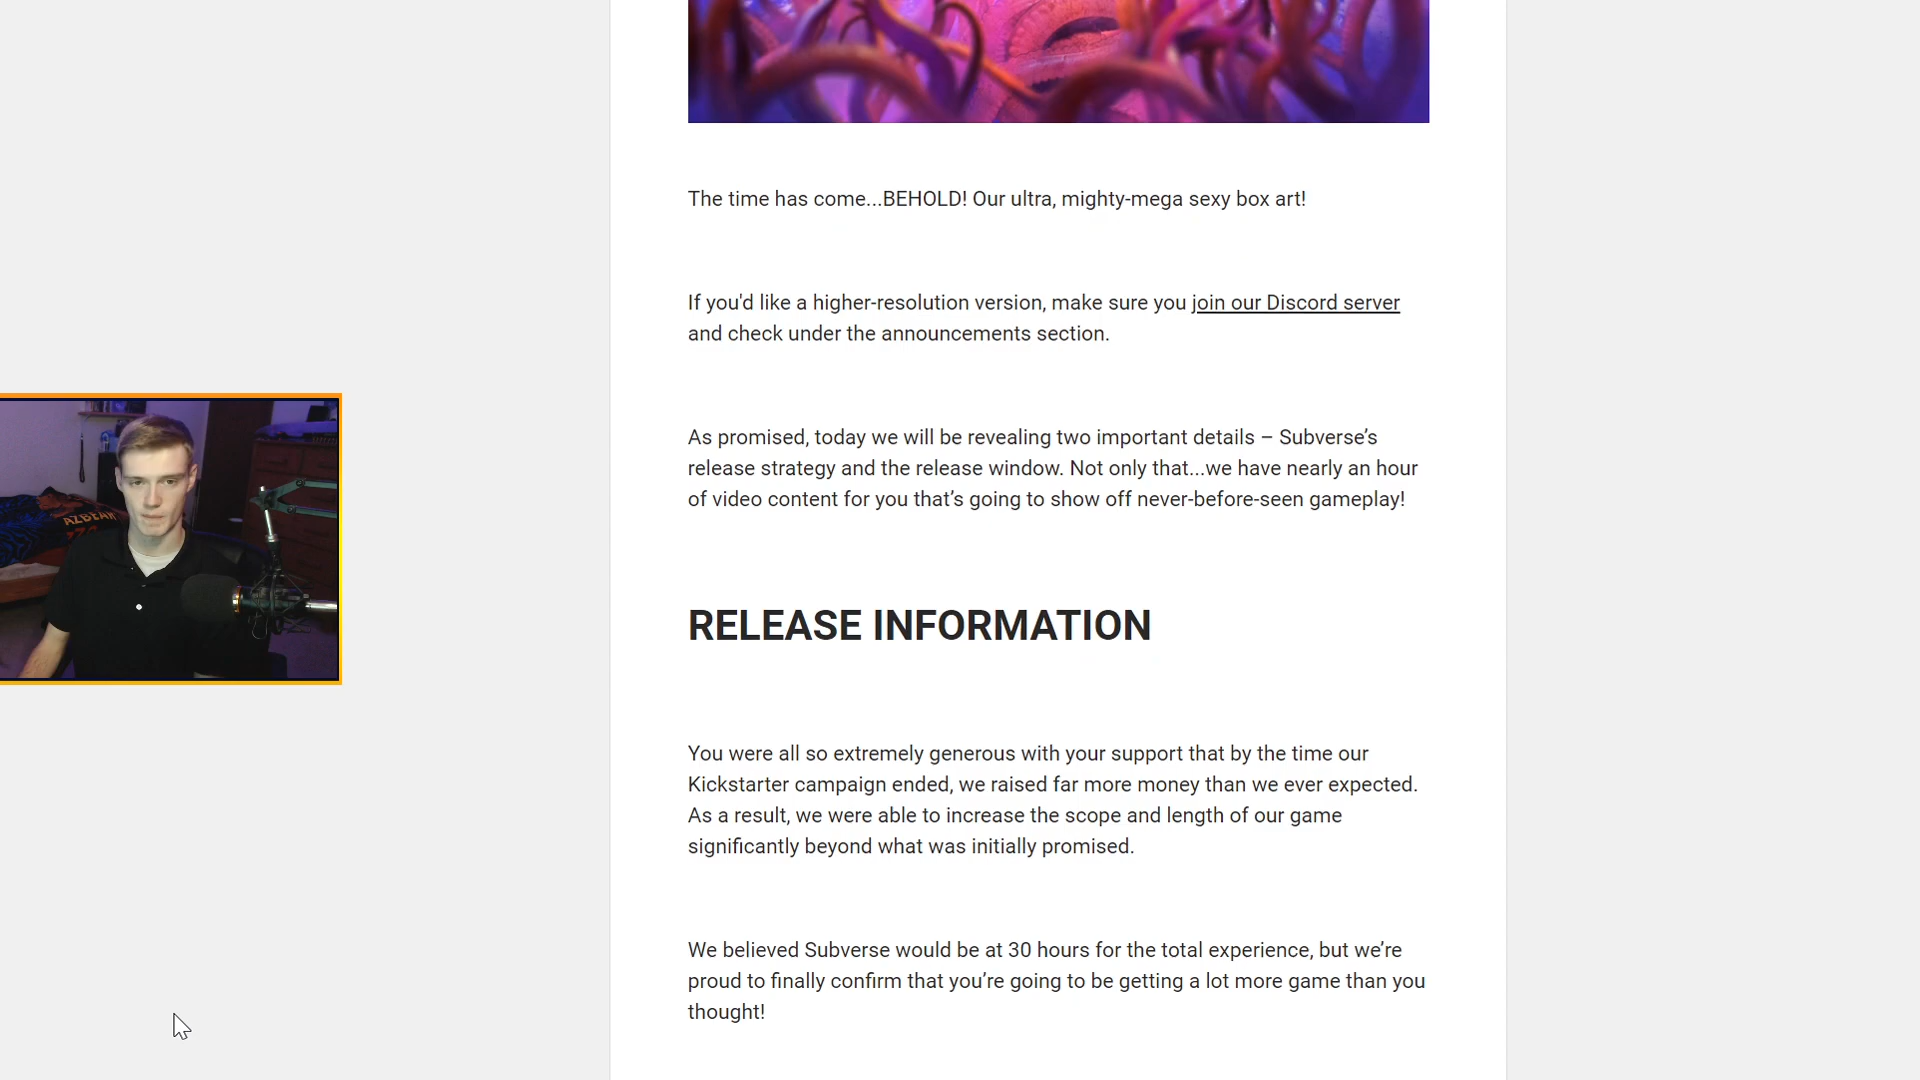 The time has come...BEHOLD! Our ultra, mighty-mega sexy box art!
If you'd like a higher-resolution version, make sure you join our Discord server
and check under the announcements section.
As promised, today we will be revealing two important details – Subverse’s
release strategy and the release window. Not only that...we have nearly an hour
of video content for you that’s going to show off never-before-seen gameplay!
AZBEAR
RELEASE INFORMATION
You were all so extremely generous with your support that by the time our
Kickstarter campaign ended, we raised far more money than we ever expected.
As a result, we were able to increase the scope and length of our game
significantly beyond what was initially promised.
We believed Subverse would be at 30 hours for the total experience, but we’re
proud to finally confirm that you’re going to be getting a lot more game than you
thought!